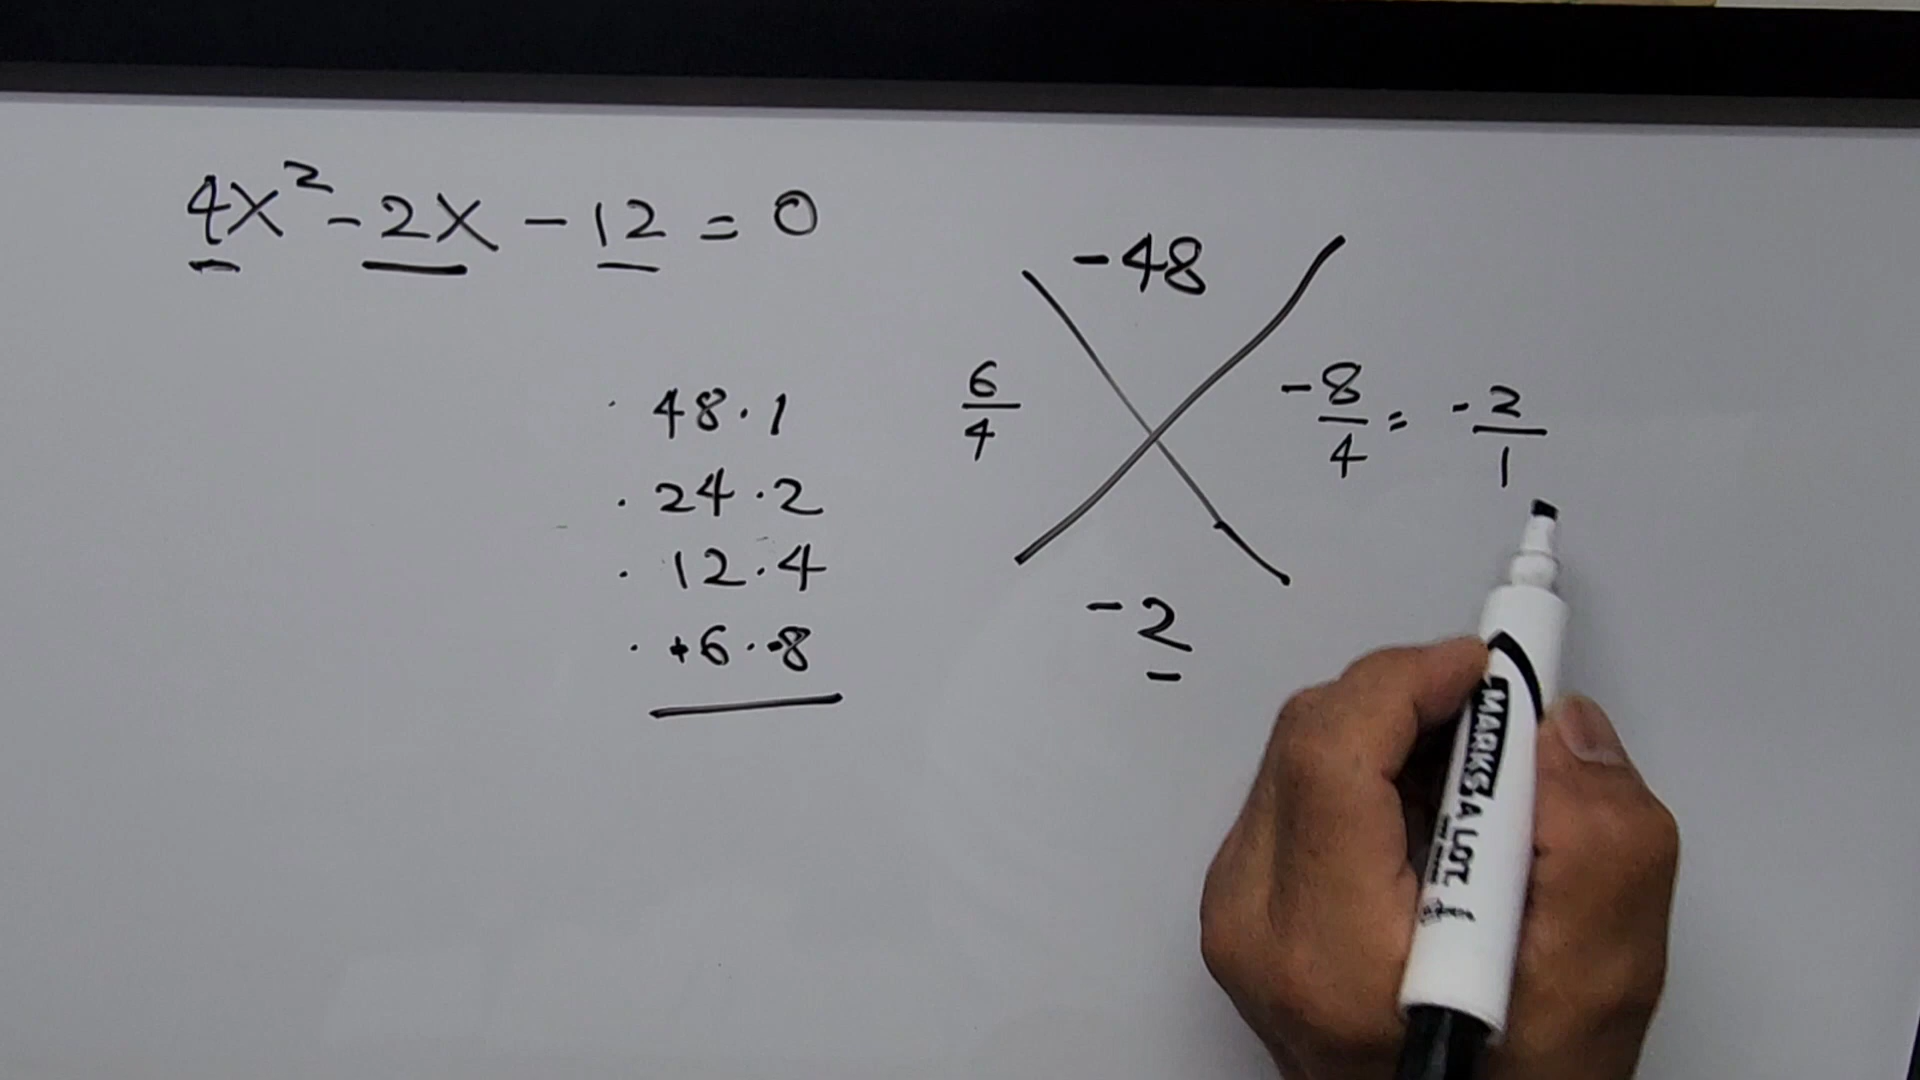 4x² - 2x - 12 = 0
-48
6/4
-8/4 = -2/1
· 48 · 1
· 24 · 2
· 12 · 4
· +6 · -8
-2
MARKS A LOT